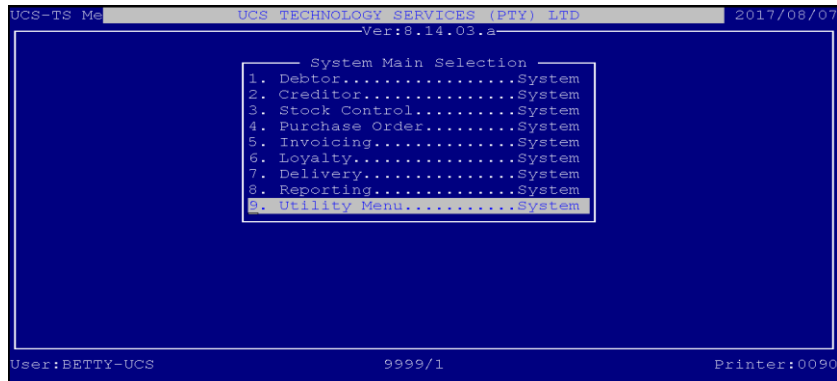 UCS-TS Me UCS TECHNOLOGY SERVICES (PTY) LTD 2017/08/07
Ver:8.14.03.a
System Main Selection
1. Debtor..................System
2. Creditor................System
3. Stock Control...........System
4. Purchase Order..........System
5. Invoicing...............System
6. Loyalty.................System
7. Delivery................System
8. Reporting...............System
9. Utility Menu............System
User:BETTY-UCS 9999/1 Printer:0090